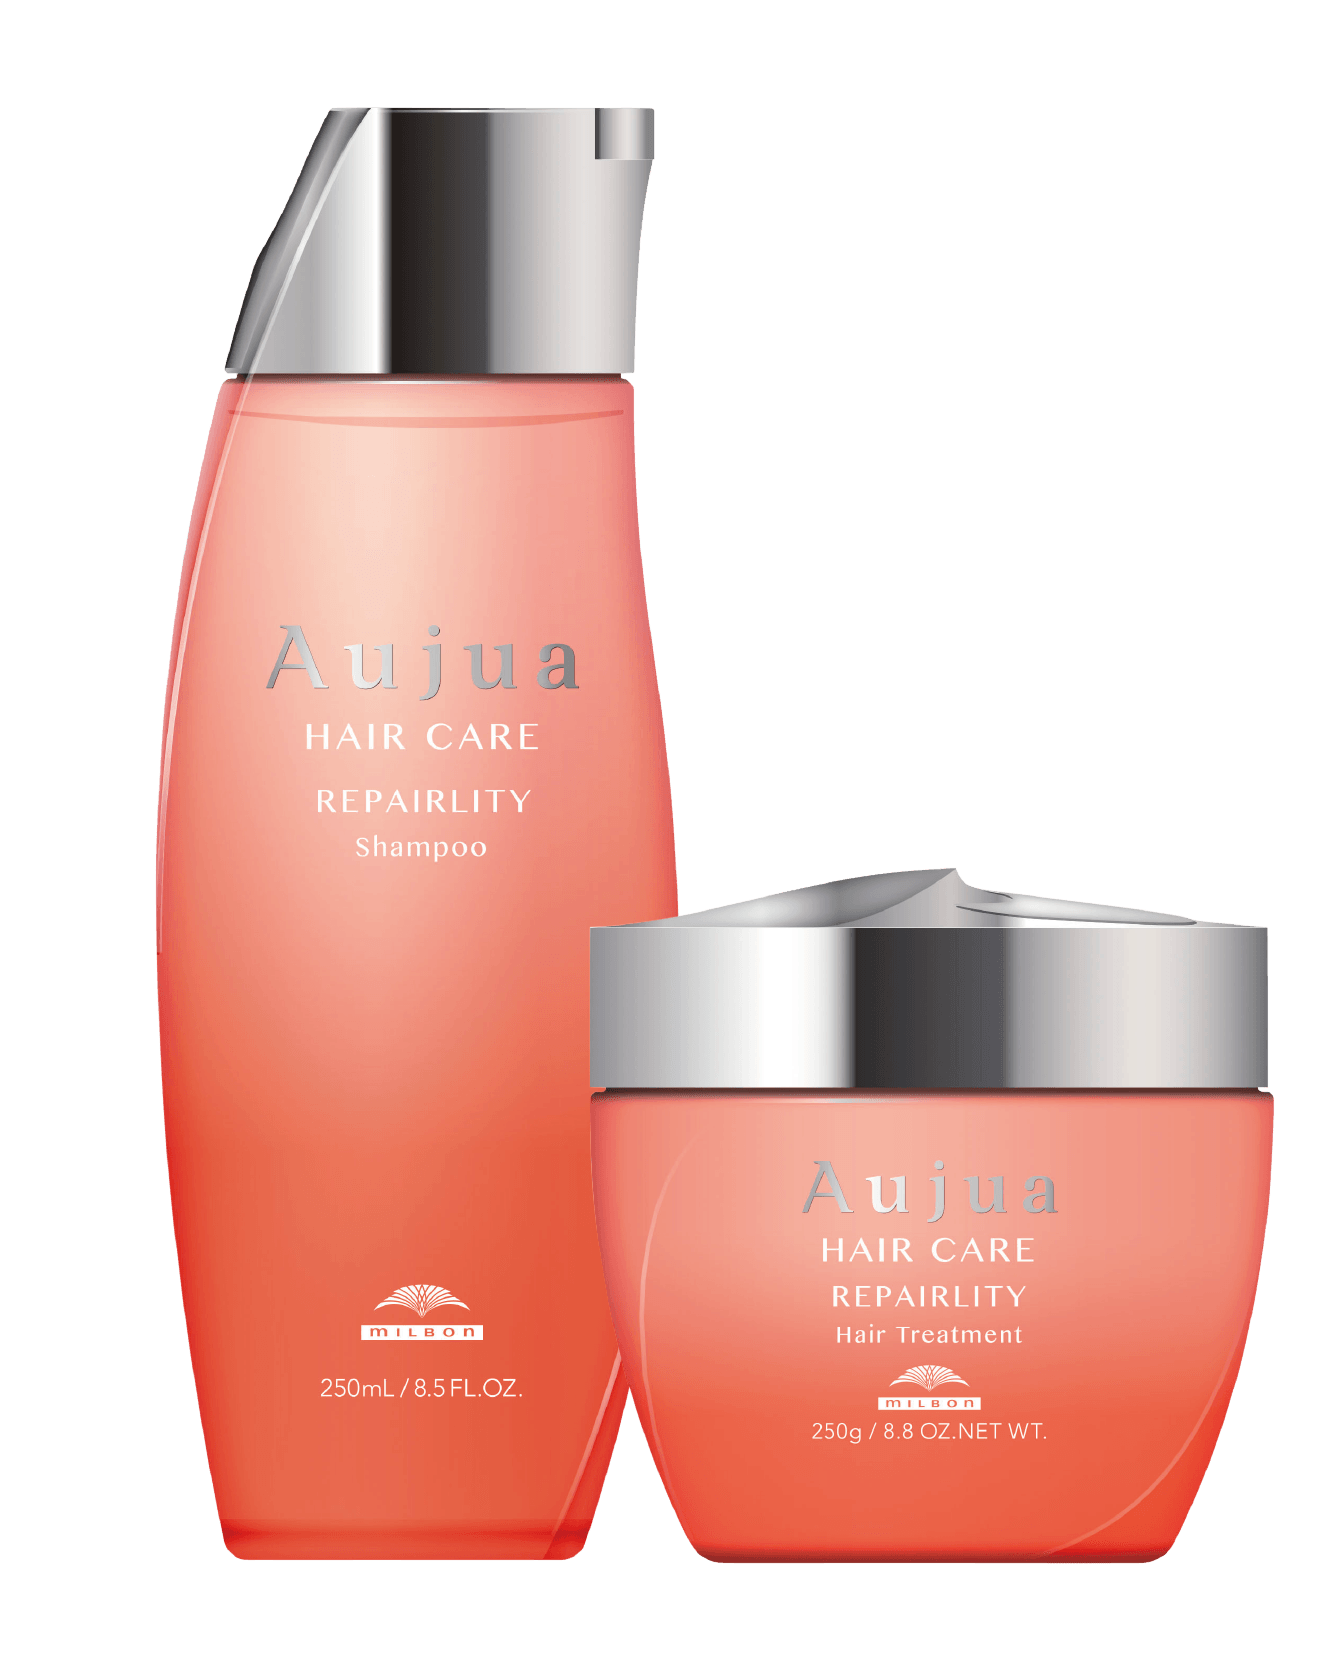 Aujua
HAIR CARE
REPAIRLITY
Shampoo
MILBON
250mL / 8.5 FL.OZ.
Aujua
HAIR CARE
REPAIRLITY
Hair Treatment
MILBON
250g / 8.8 OZ.NET WT.